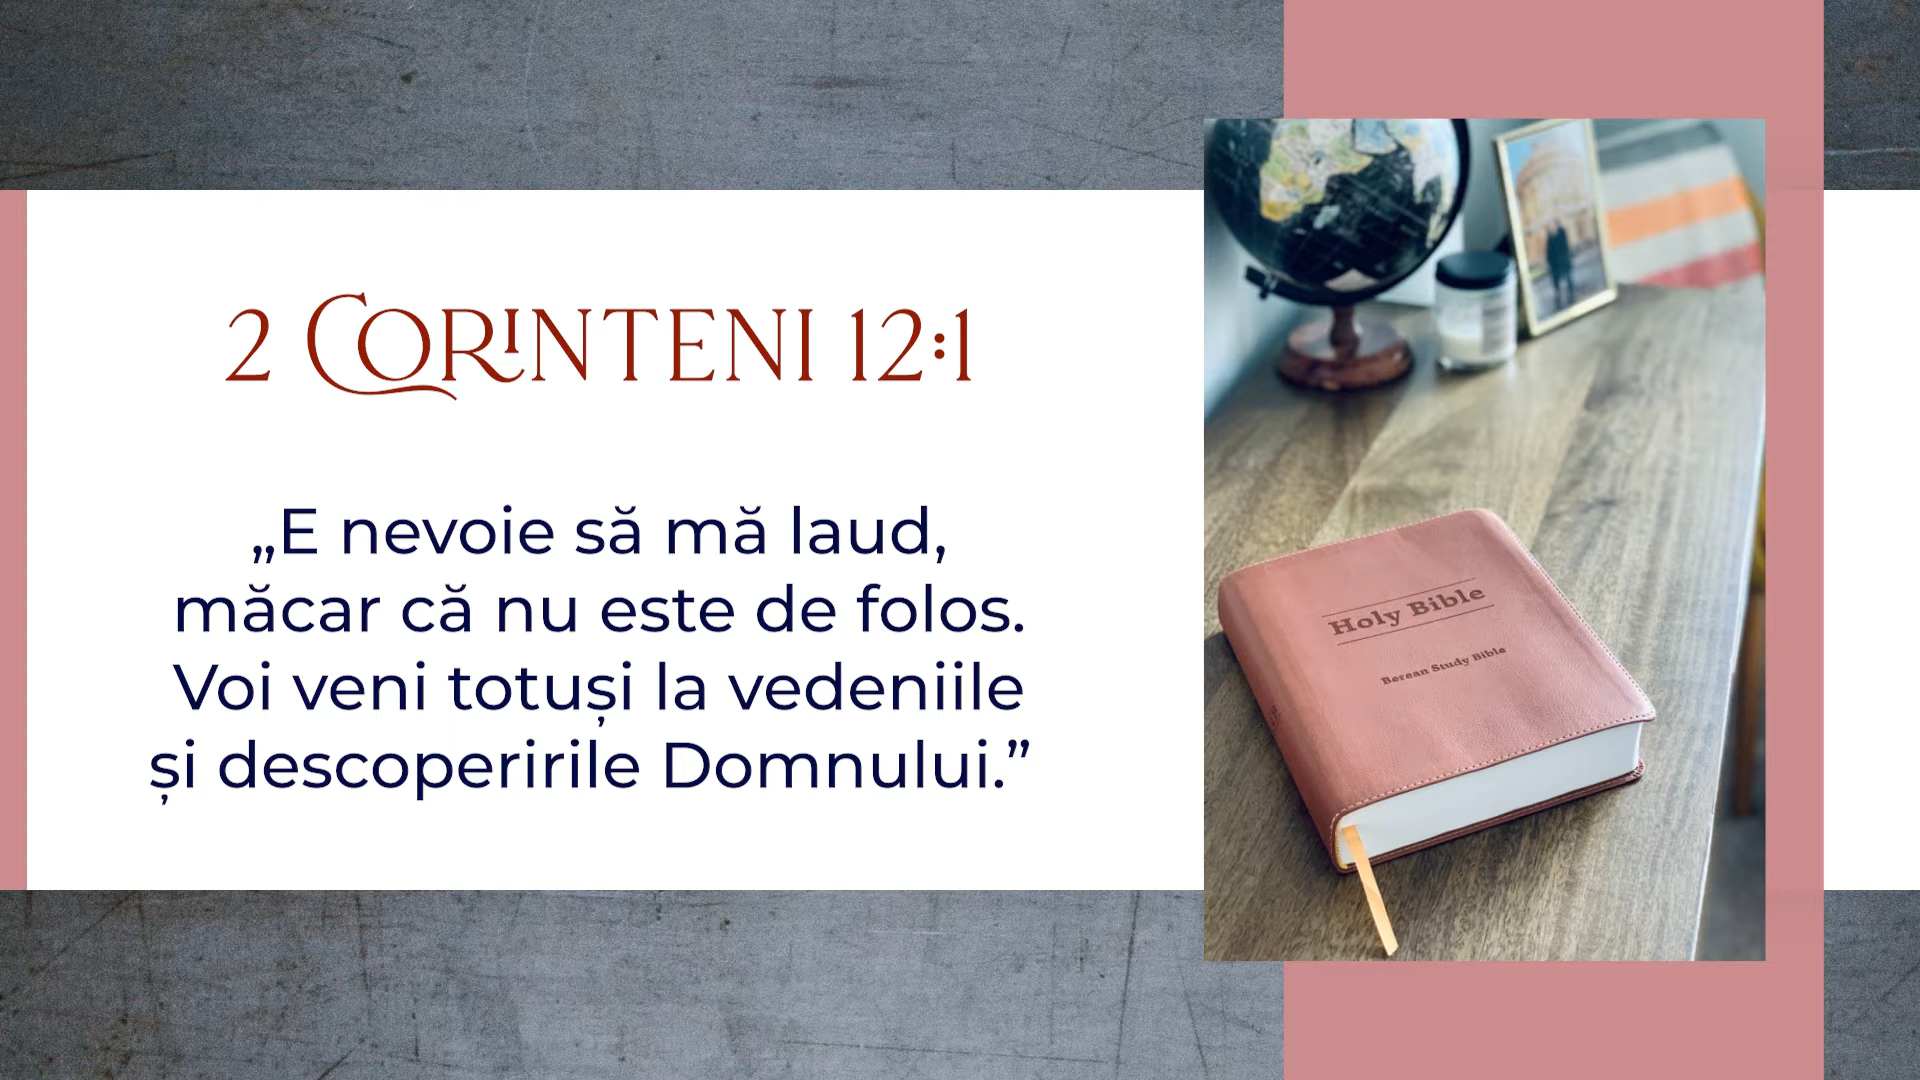 2 CORINTENI 12:1
„E nevoie să mă laud,
măcar că nu este de folos.
Voi veni totuși la vedeniile
și descoperirile Domnului.”
Holy Bible
Berean Study Bible